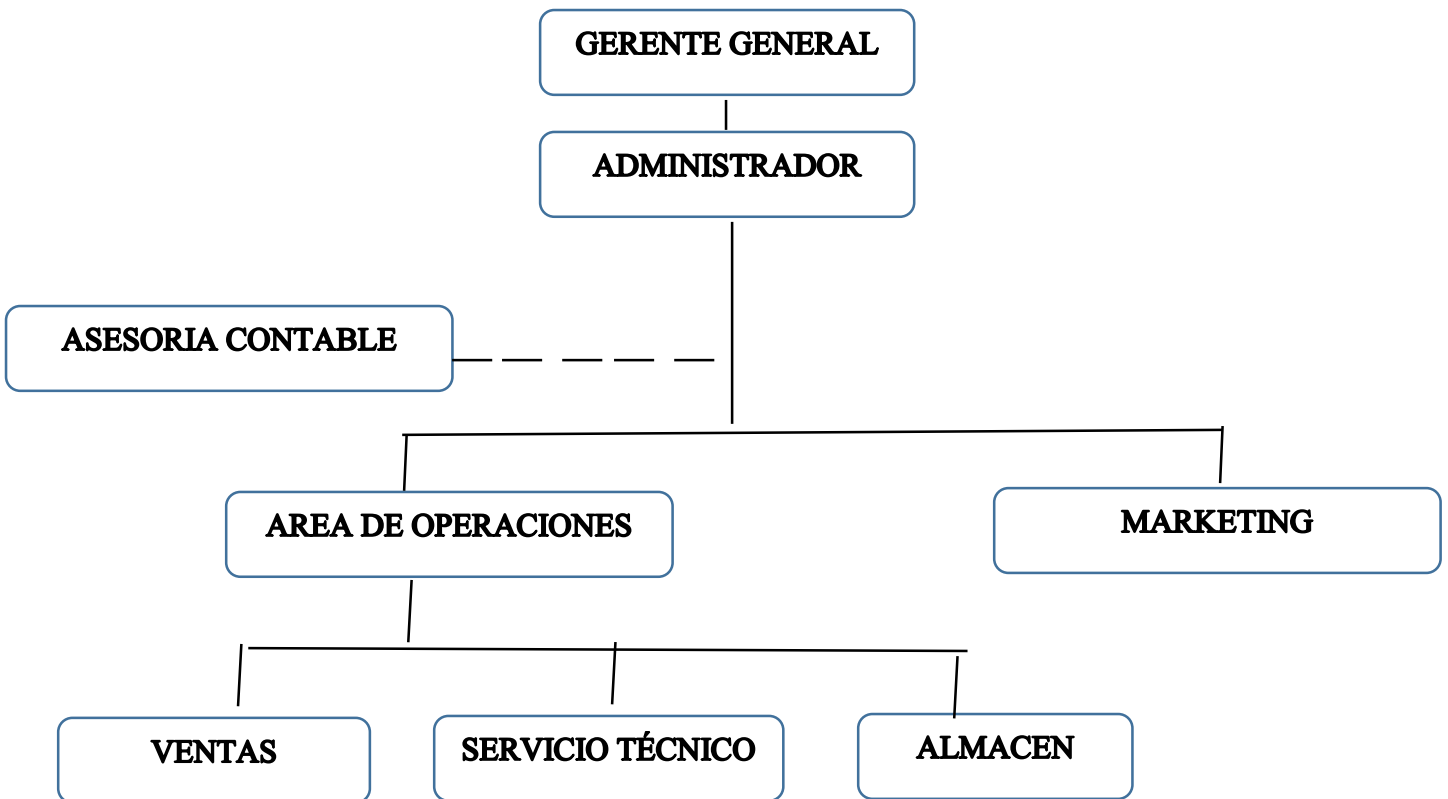 GERENTE GENERAL
ADMINISTRADOR
ASESORIA CONTABLE
AREA DE OPERACIONES
MARKETING
VENTAS
SERVICIO TÉCNICO
ALMACEN